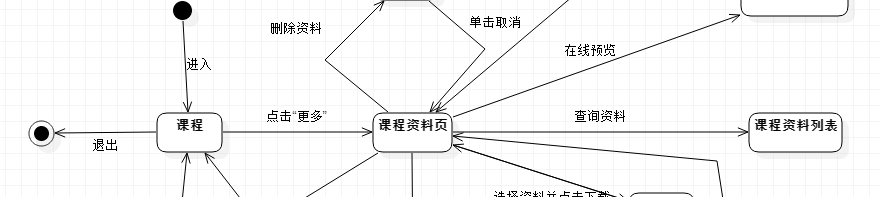 删除资料
单击取消
在线预览
进入
点击“更多”
查询资料
课程
课程资料页
课程资料列表
退出
选择资料并点击下载